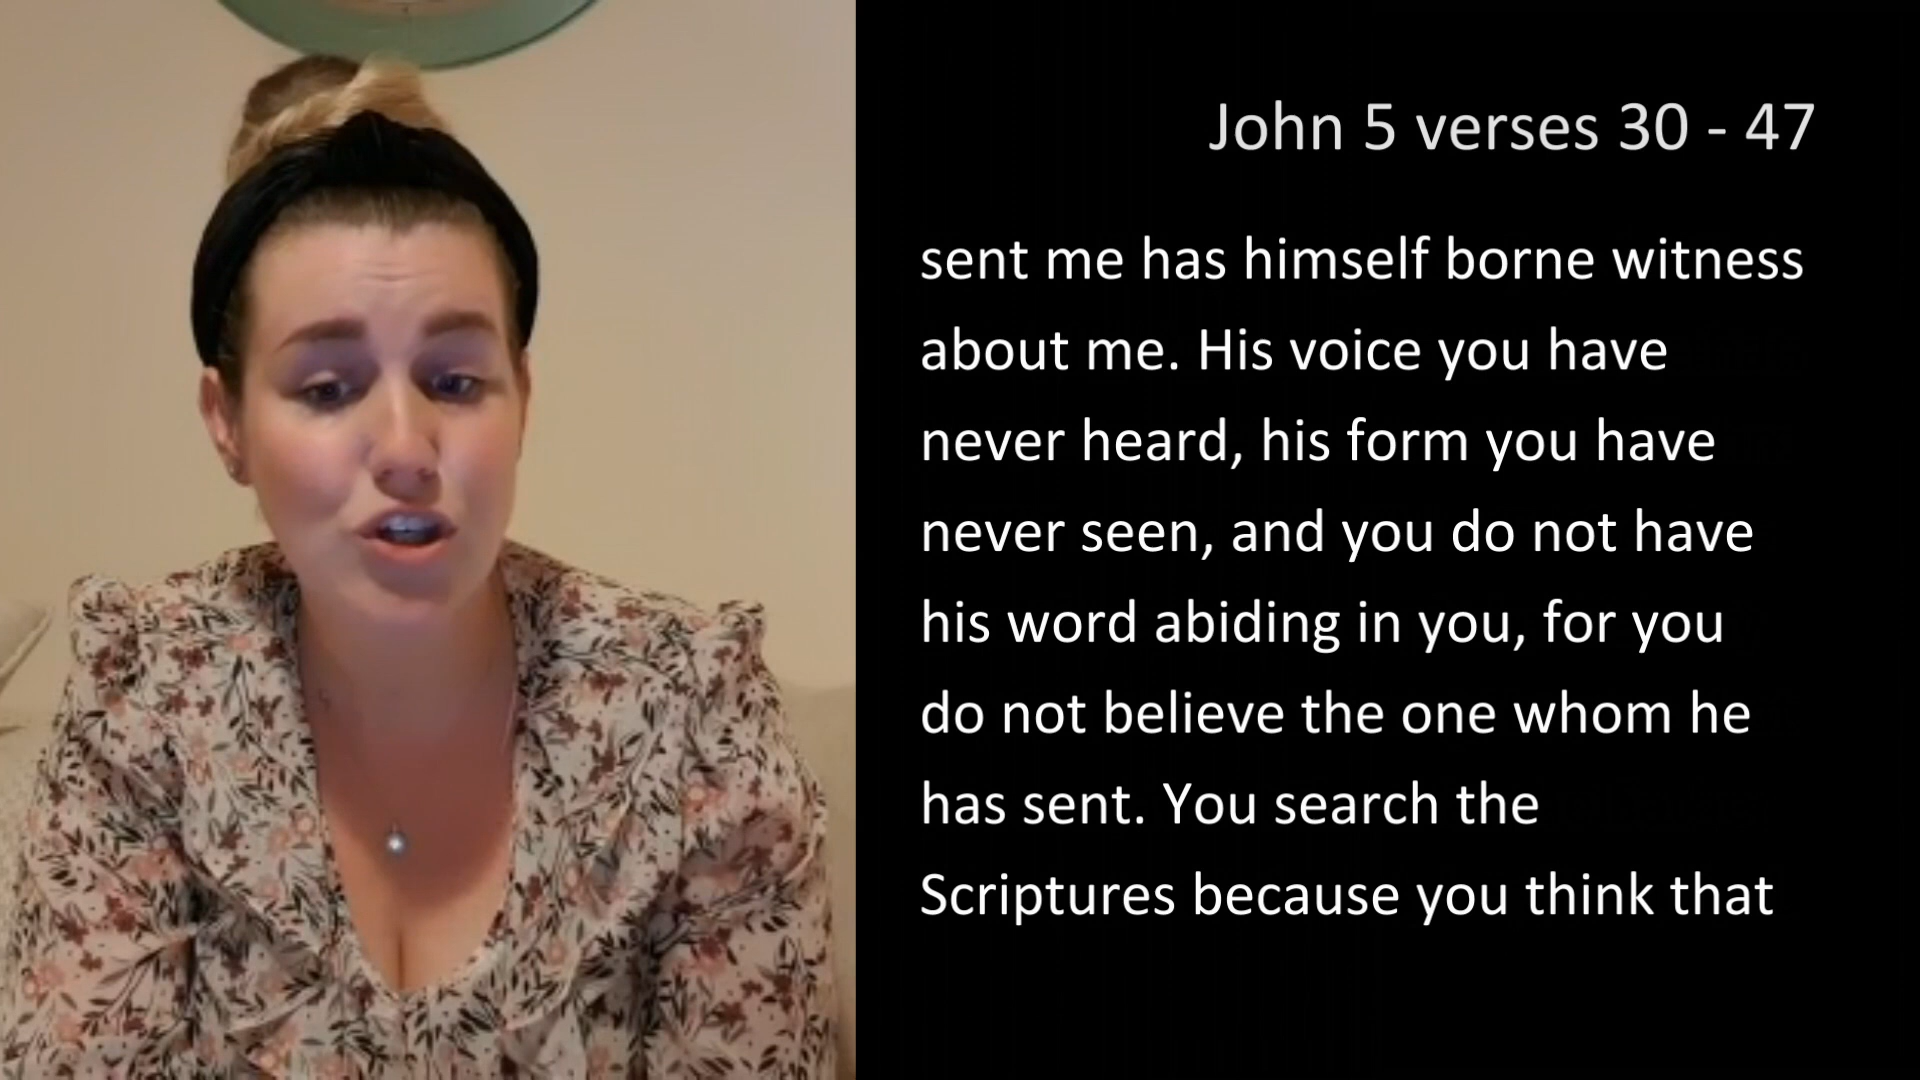 John 5 verses 30 - 47
sent me has himself borne witness
about me. His voice you have
never heard, his form you have
never seen, and you do not have
his word abiding in you, for you
do not believe the one whom he
has sent. You search the
Scriptures because you think that